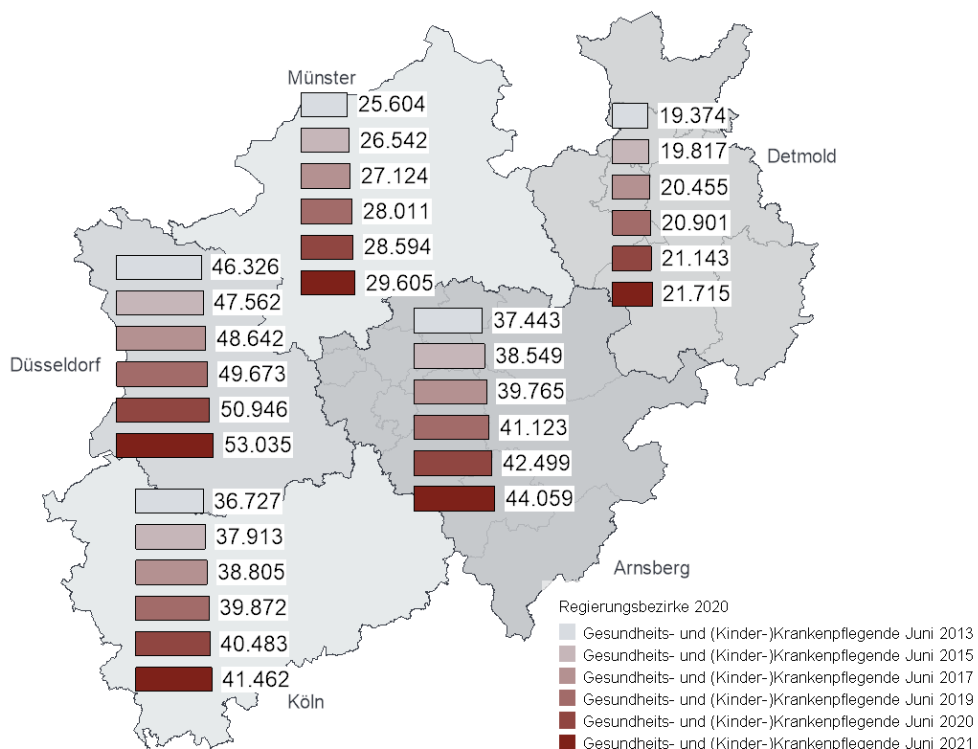 Münster
25.604
26.542
27.124
28.011
28.594
29.605
Detmold
19.374
19.817
20.455
20.901
21.143
21.715
Düsseldorf
46.326
47.562
48.642
49.673
50.946
53.035
Arnsberg
37.443
38.549
39.765
41.123
42.499
44.059
Köln
36.727
37.913
38.805
39.872
40.483
41.462
Regierungsbezirke 2020
Gesundheits- und (Kinder-)Krankenpflegende Juni 2013
Gesundheits- und (Kinder-)Krankenpflegende Juni 2015
Gesundheits- und (Kinder-)Krankenpflegende Juni 2017
Gesundheits- und (Kinder-)Krankenpflegende Juni 2019
Gesundheits- und (Kinder-)Krankenpflegende Juni 2020
Gesundheits- und (Kinder-)Krankenpflegende Juni 2021